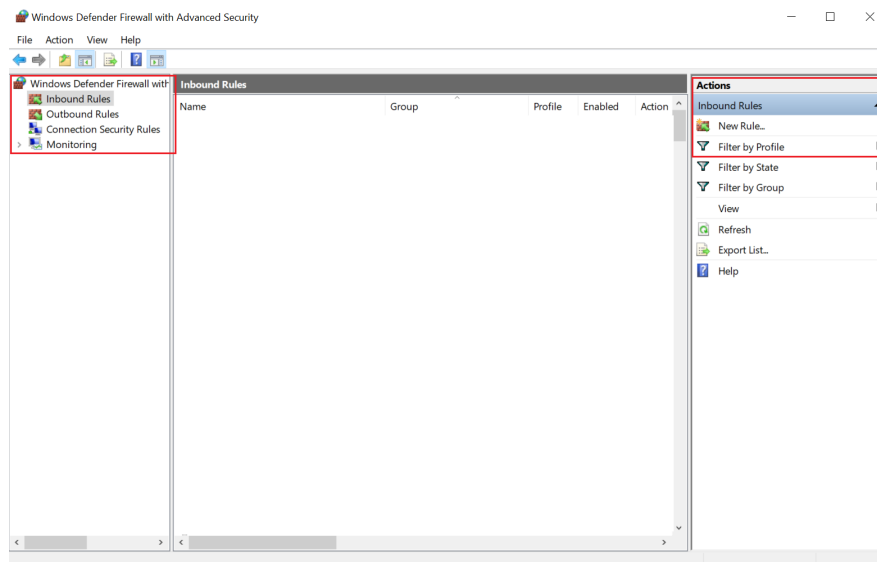 Windows Defender Firewall with Advanced Security
File Action View Help
Windows Defender Firewall with
Inbound Rules
Outbound Rules
Connection Security Rules
Monitoring
Inbound Rules
Name Group Profile Enabled Action
Actions
Inbound Rules
New Rule...
Filter by Profile
Filter by State
Filter by Group
View
Refresh
Export List...
Help